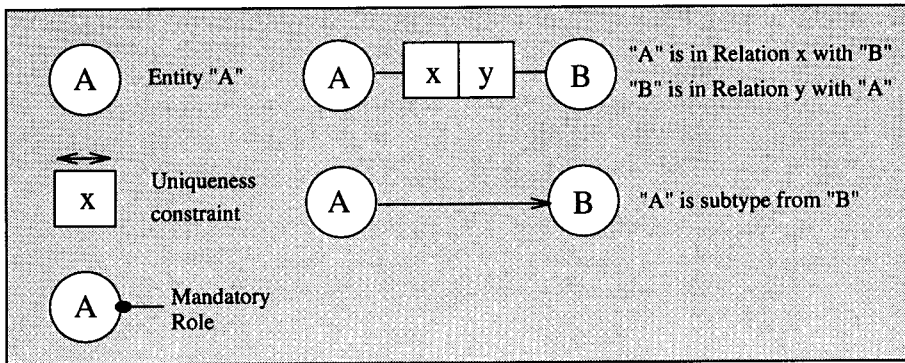 A
Entity "A"
A
x
y
B
"A" is in Relation x with "B"
"B" is in Relation y with "A"
x
Uniqueness
constraint
A
B
"A" is subtype from "B"
A
Mandatory
Role